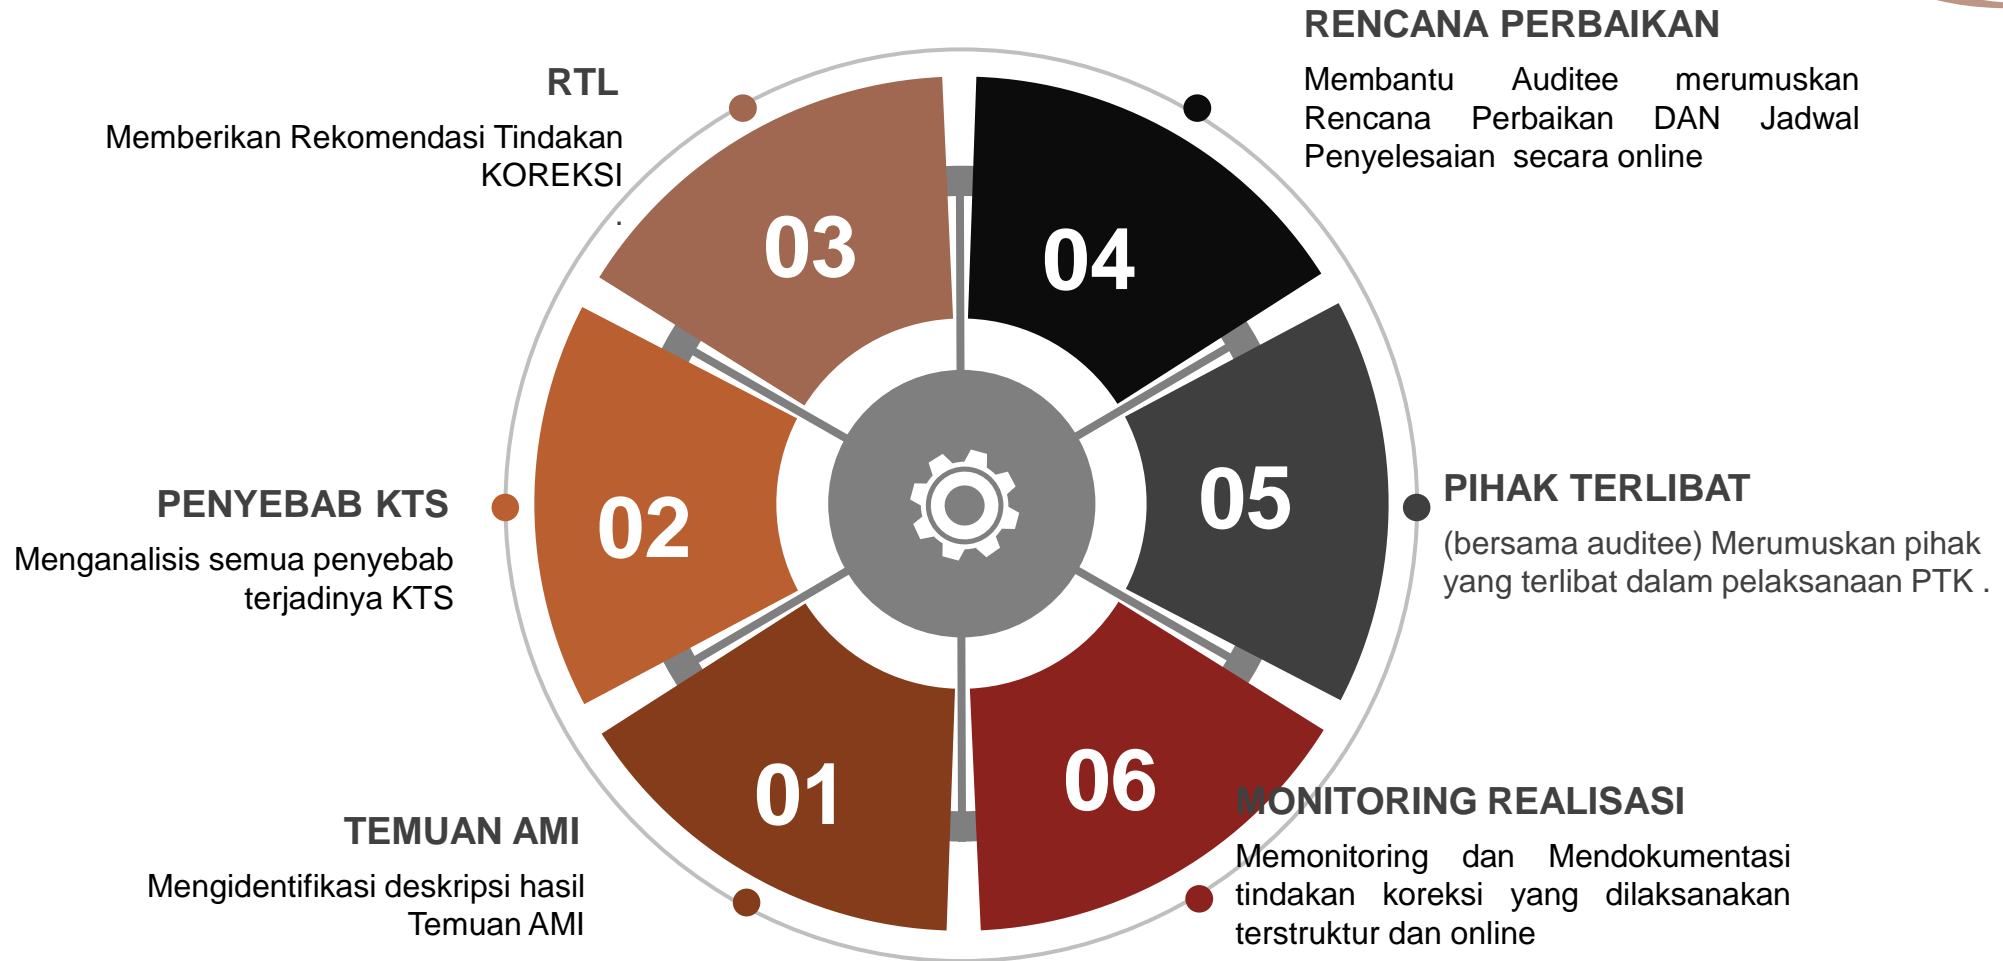 RTL
Memberikan Rekomendasi Tindakan
KOREKSI
.
03
RENCANA PERBAIKAN
Membantu Auditee merumuskan
Rencana Perbaikan DAN Jadwal
Penyelesaian secara online
04
PENYEBAB KTS
Menganalisis semua penyebab
terjadinya KTS
02
05
PIHAK TERLIBAT
(bersama auditee) Merumuskan pihak
yang terlibat dalam pelaksanaan PTK .
TEMUAN AMI
Mengidentifikasi deskripsi hasil
Temuan AMI
01
06
MONITORING REALISASI
Memonitoring dan Mendokumentasi
tindakan koreksi yang dilaksanakan
terstruktur dan online